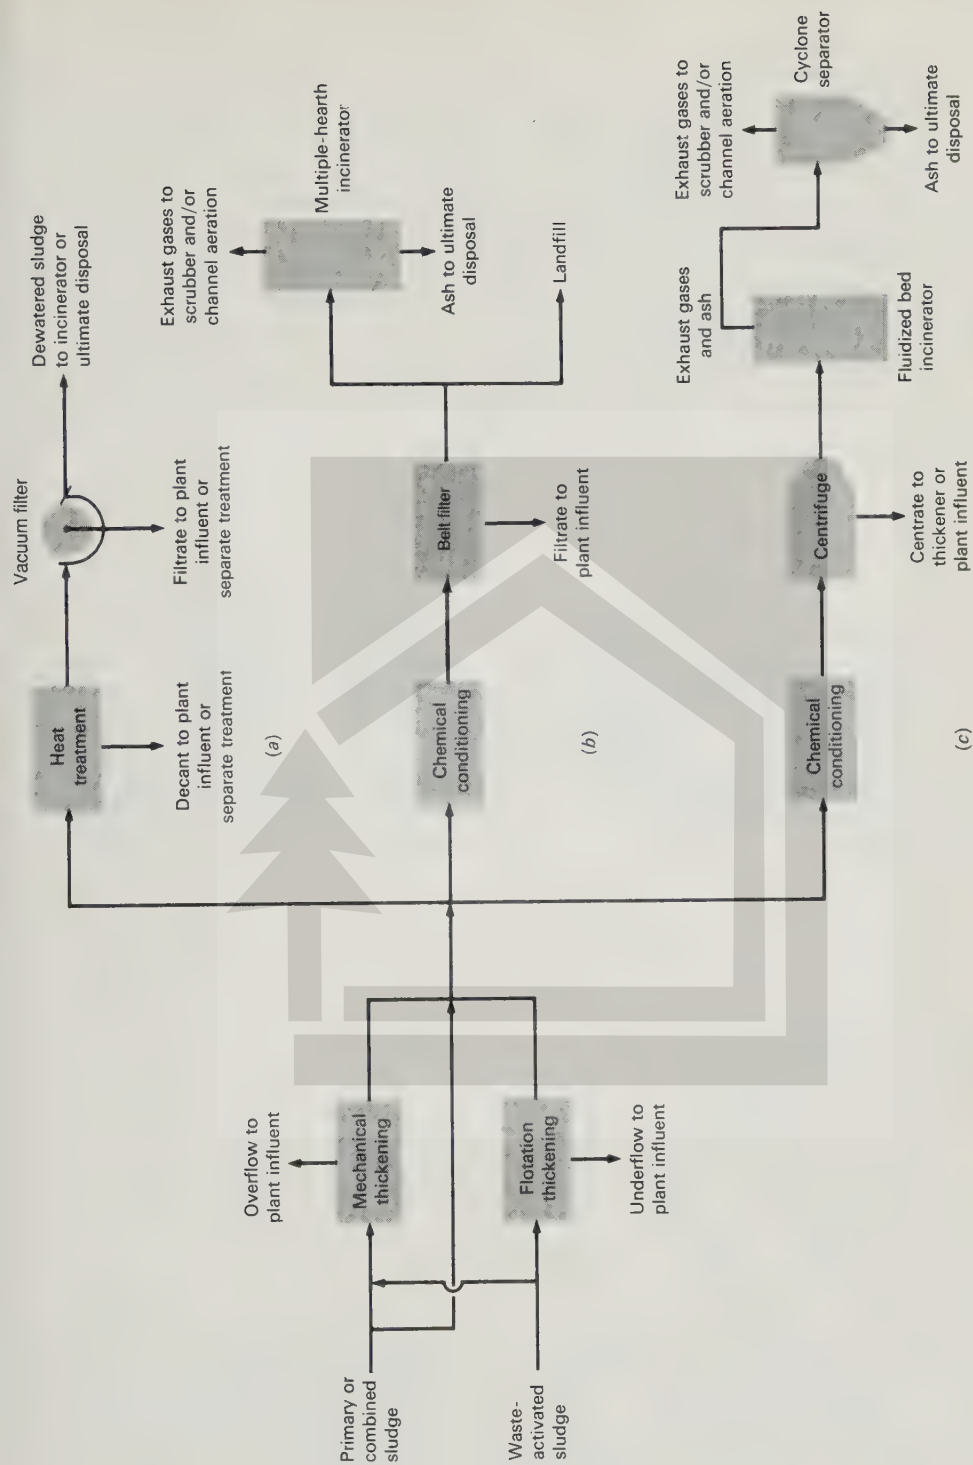 Primary or
combined
sludge
Waste-
activated
sludge
Overflow to
plant influent
Mechanical
thickening
Flotation
thickening
Underflow to
plant influent
Heat
treatment
Decant to plant
influent or
separate treatment
(a)
Vacuum filter
Filtrate to plant
influent or
separate treatment
Dewatered sludge
to incinerator or
ultimate disposal
Chemical
conditioning
(b)
Belt filter
Filtrate to
plant influent
Exhaust gases to
scrubber and/or
channel aeration
Multiple-hearth
incinerator
Ash to ultimate
disposal
Landfill
Chemical
conditioning
(c)
Centrifuge
Centrate to
thickener or
plant influent
Exhaust gases
and ash
Fluidized bed
incinerator
Exhaust gases to
scrubber and/or
channel aeration
Cyclone
separator
Ash to ultimate
disposal